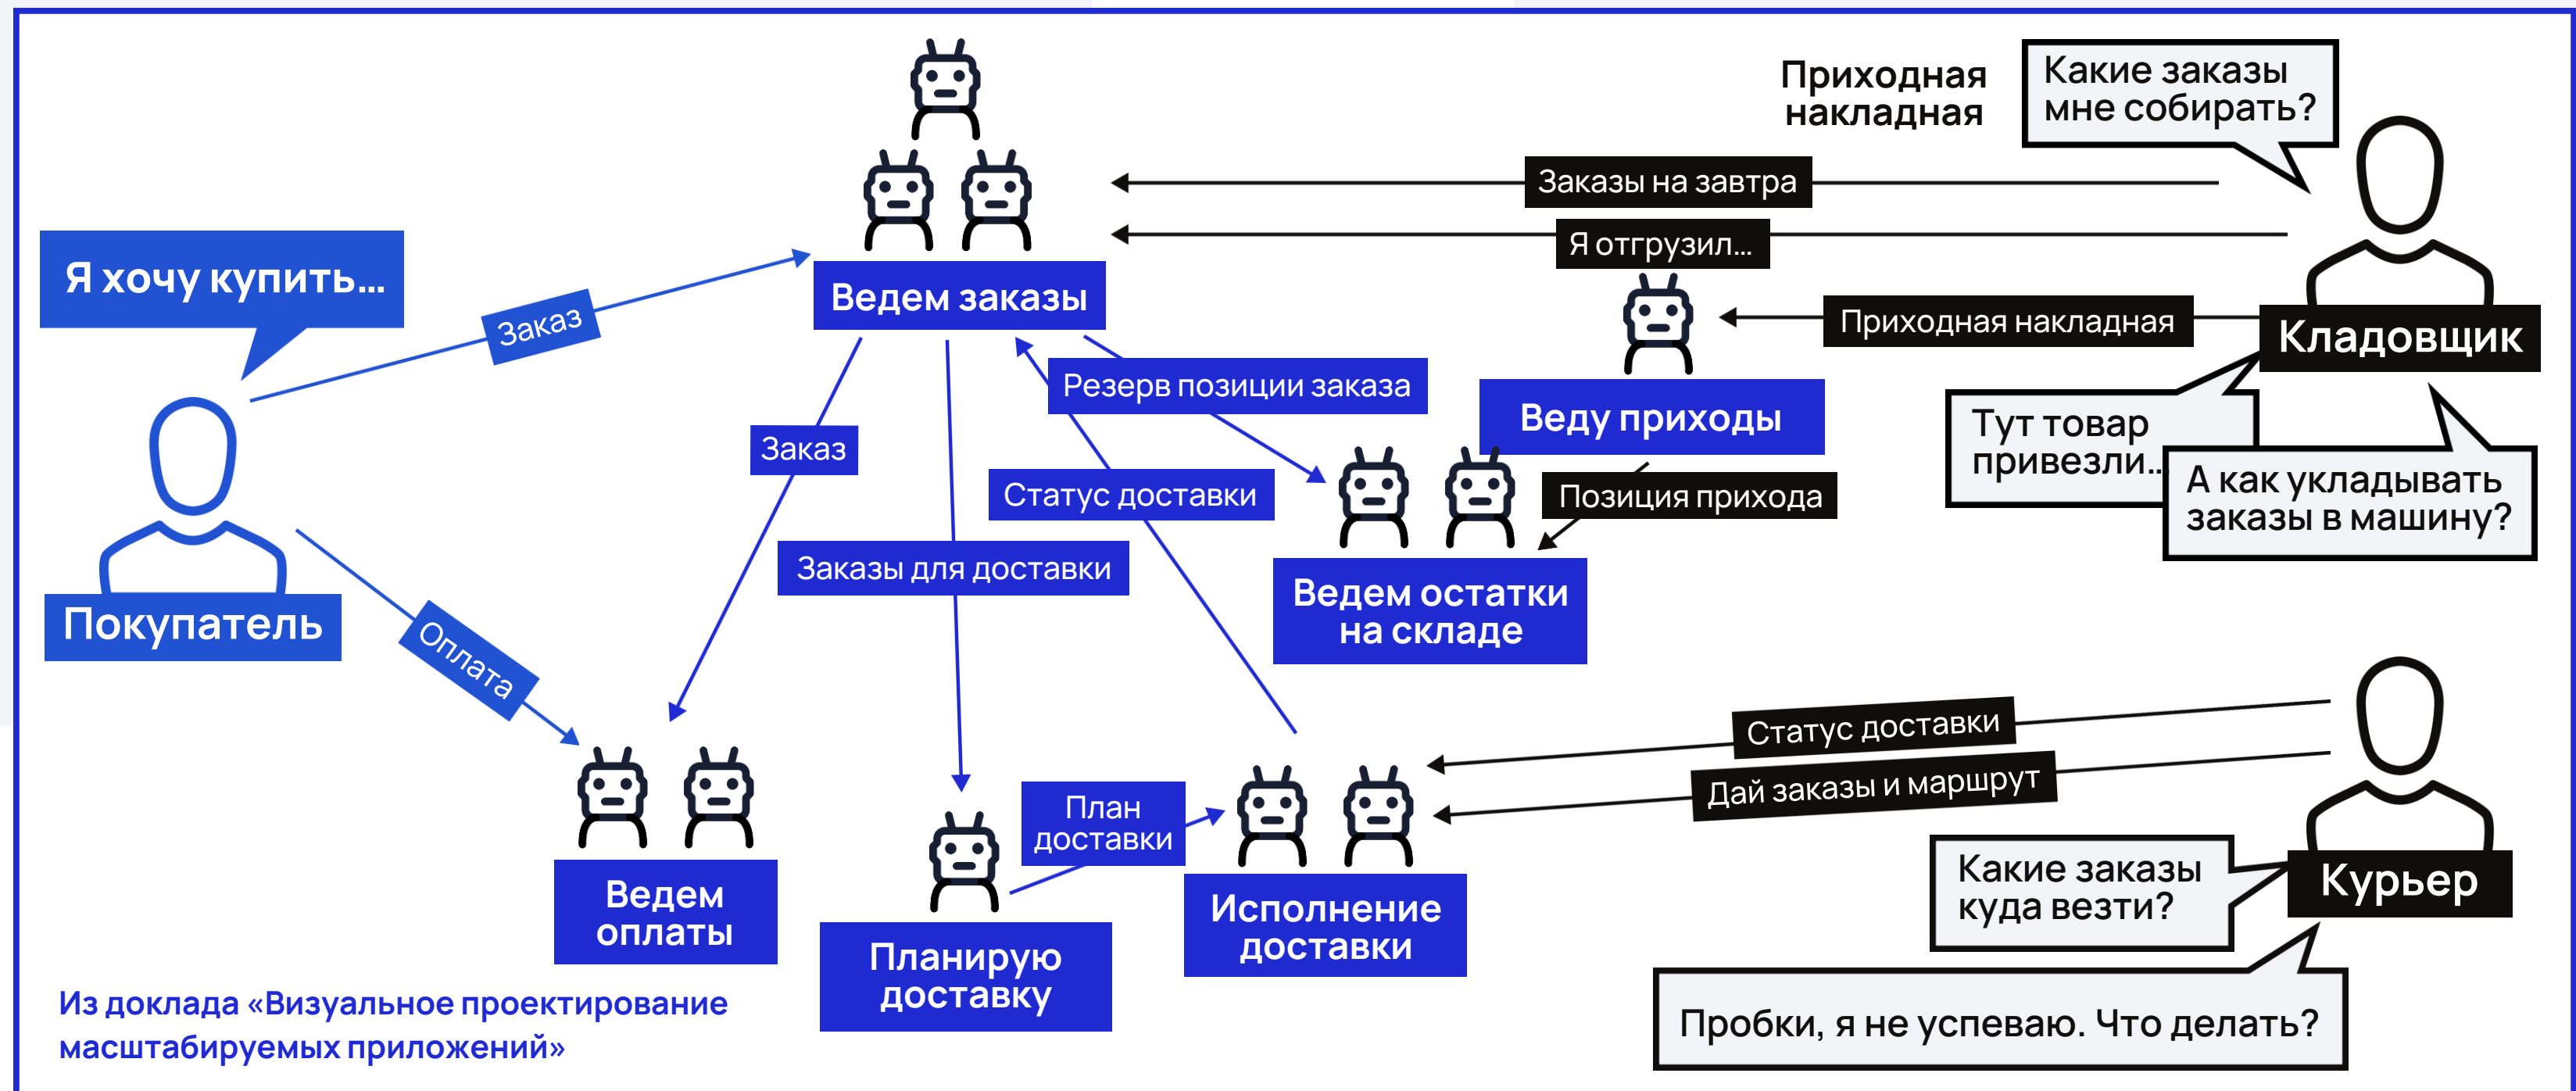 Приходная
накладная
Какие заказы
мне собирать?
Заказы на завтра
Я отгрузил...
Я хочу купить...
Ведем заказы
Заказ
Приходная накладная
Кладовщик
Резерв позиции заказа
Веду приходы
Тут товар
привезли..
Заказ
Статус доставки
Позиция прихода
А как укладывать
заказы в машину?
Заказы для доставки
Ведем остатки
на складе
Покупатель
Оплата
Статус доставки
Дай заказы и маршрут
План
доставки
Ведем
оплаты
Планирую
доставку
Исполнение
доставки
Какие заказы
куда везти?
Курьер
Пробки, я не успеваю. Что делать?
Из доклада «Визуальное проектирование
масштабируемых приложений»